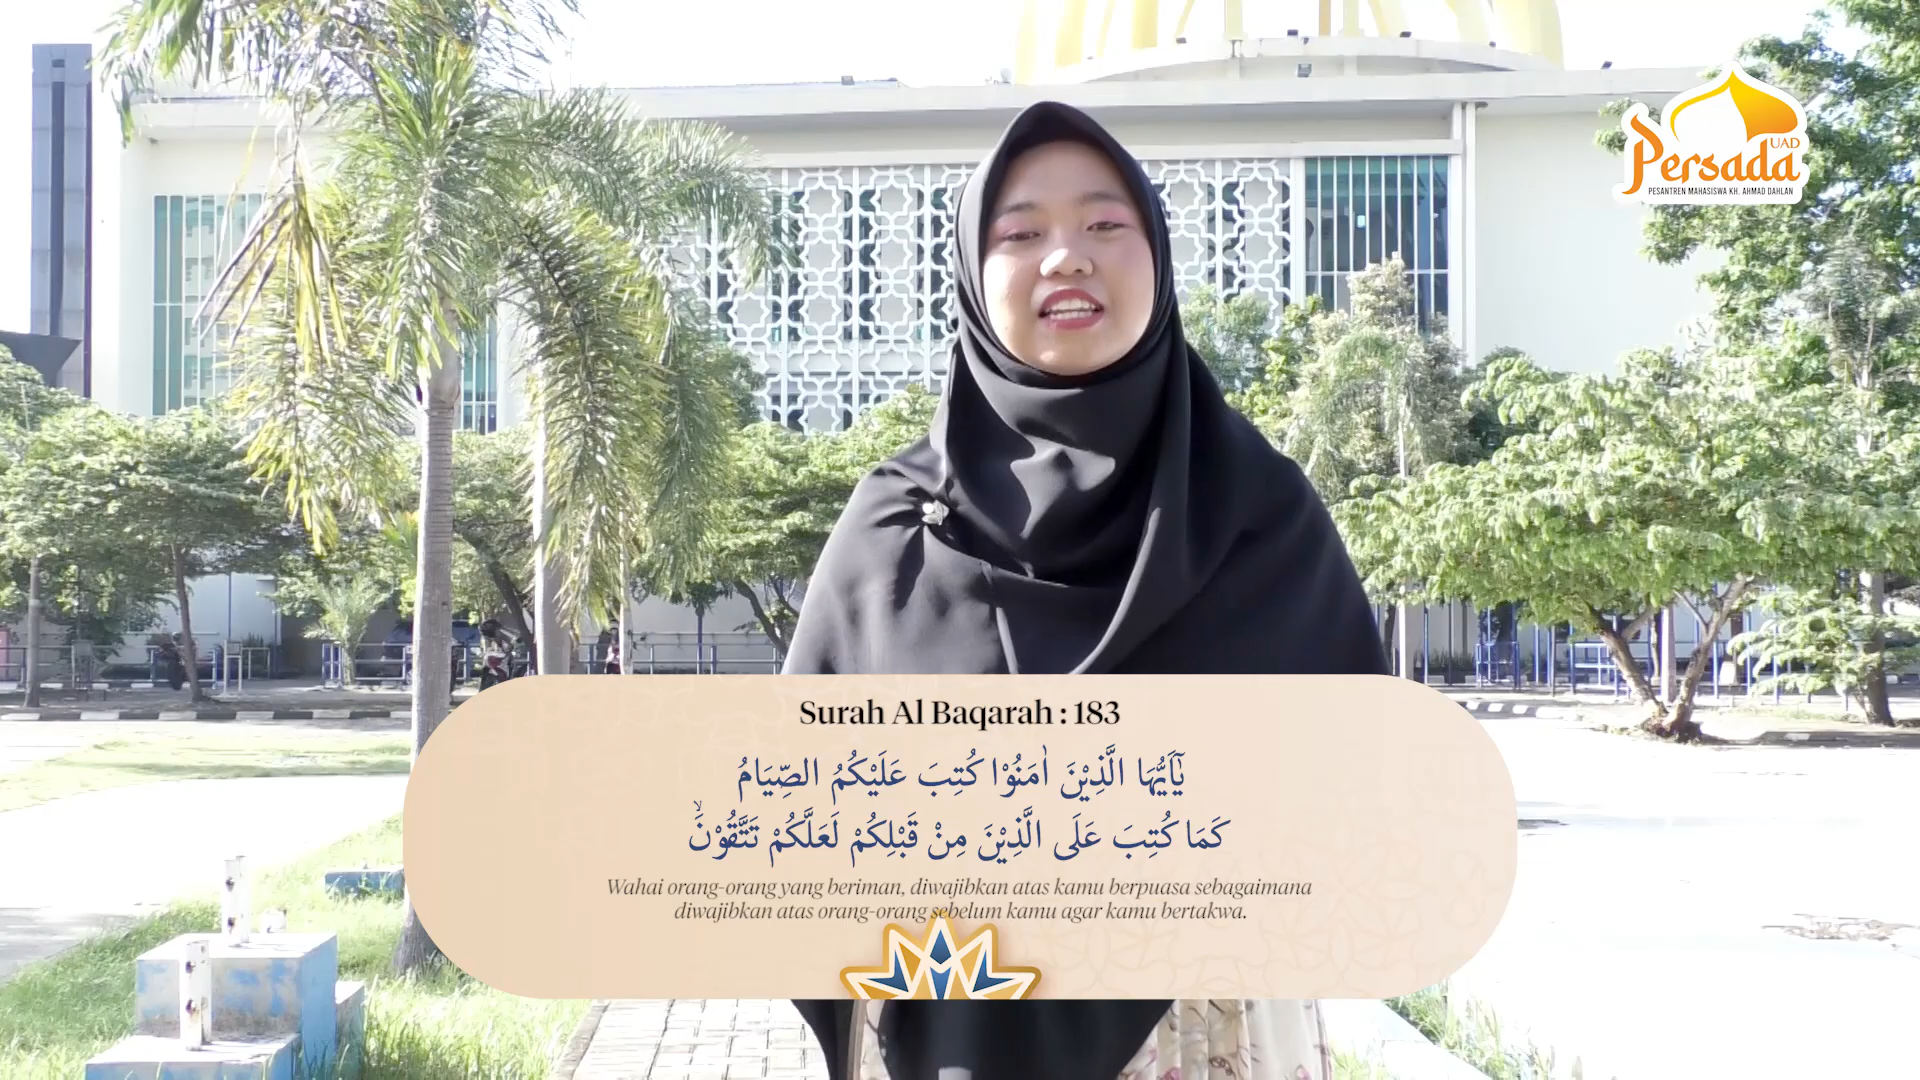 UAD
Persada
PESANTREN MAHASISWA KH. AHMAD DAHLAN
Surah Al Baqarah : 183
يٰٓاَيُّهَا الَّذِيْنَ اٰمَنُوْا كُتِبَ عَلَيْكُمُ الصِّيَامُ
كَمَا كُتِبَ عَلَى الَّذِيْنَ مِنْ قَبْلِكُمْ لَعَلَّكُمْ تَتَّقُوْنَۙ
Wahai orang-orang yang beriman, diwajibkan atas kamu berpuasa sebagaimana
diwajibkan atas orang-orang sebelum kamu agar kamu bertakwa.